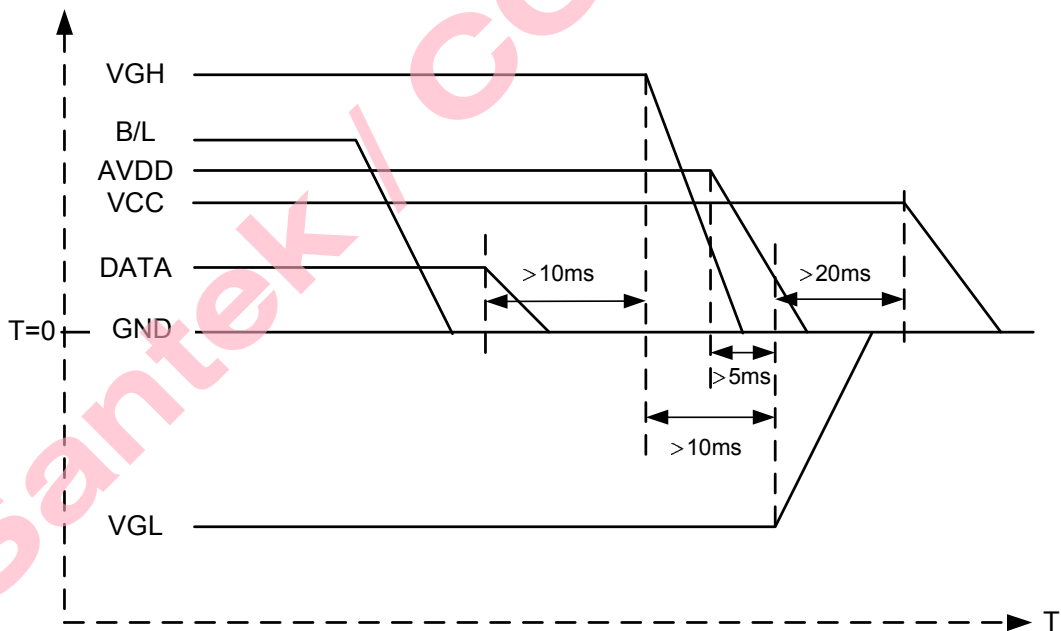 VGH
B/L
AVDD
VCC
DATA
>10ms
>20ms
T=0
GND
>5ms
>10ms
VGL
T
Santek / CO